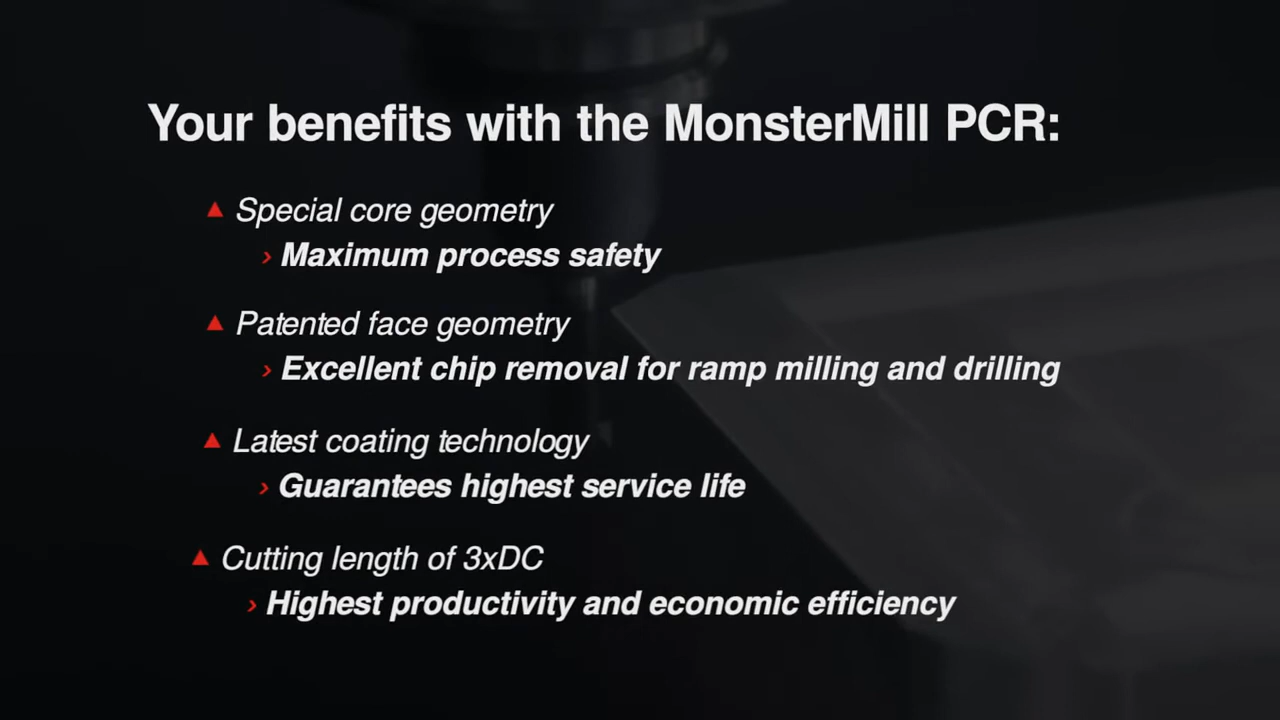 Your benefits with the MonsterMill PCR:
▲ Special core geometry
› Maximum process safety
▲ Patented face geometry
› Excellent chip removal for ramp milling and drilling
▲ Latest coating technology
› Guarantees highest service life
▲ Cutting length of 3xDC
› Highest productivity and economic efficiency